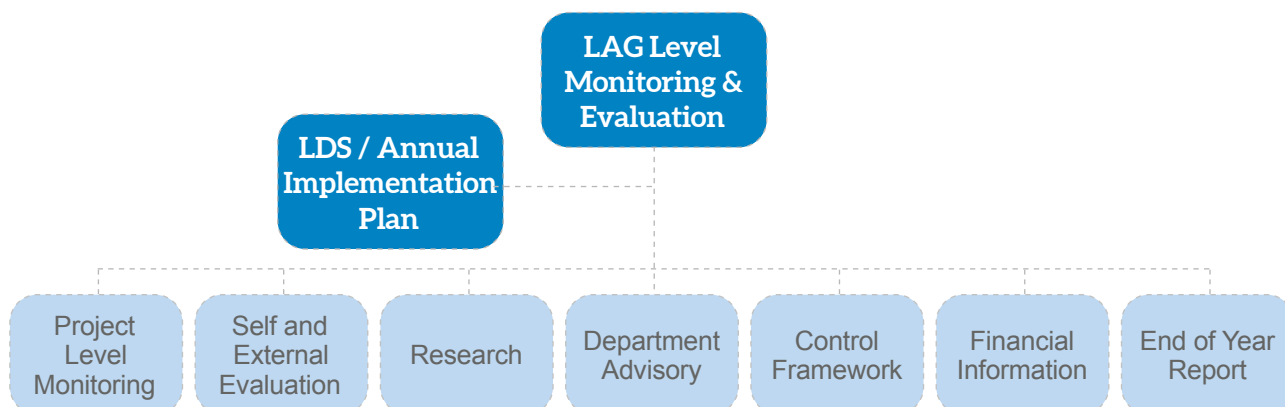 LAG Level
Monitoring &
Evaluation
LDS / Annual
Implementation
Plan
Project
Level
Monitoring
Self and
External
Evaluation
Research
Department
Advisory
Control
Framework
Financial
Information
End of Year
Report